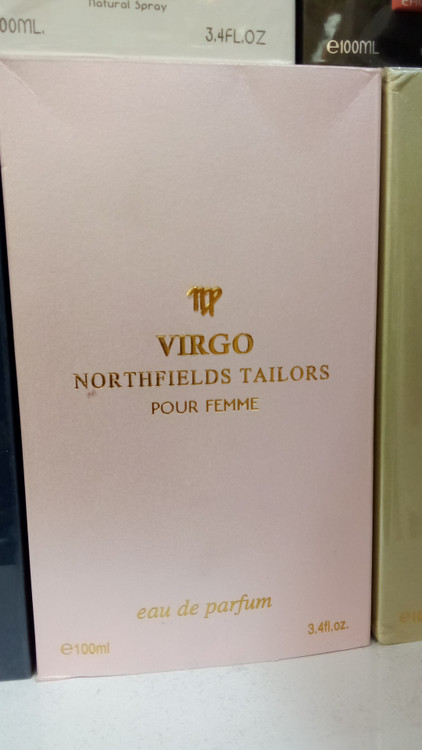 Natural Spray
00ML.
3.4FL.OZ
e100ML
VIRGO
NORTHFIELDS TAILORS
POUR FEMME
eau de parfum
e100ml
3.4fl.oz.